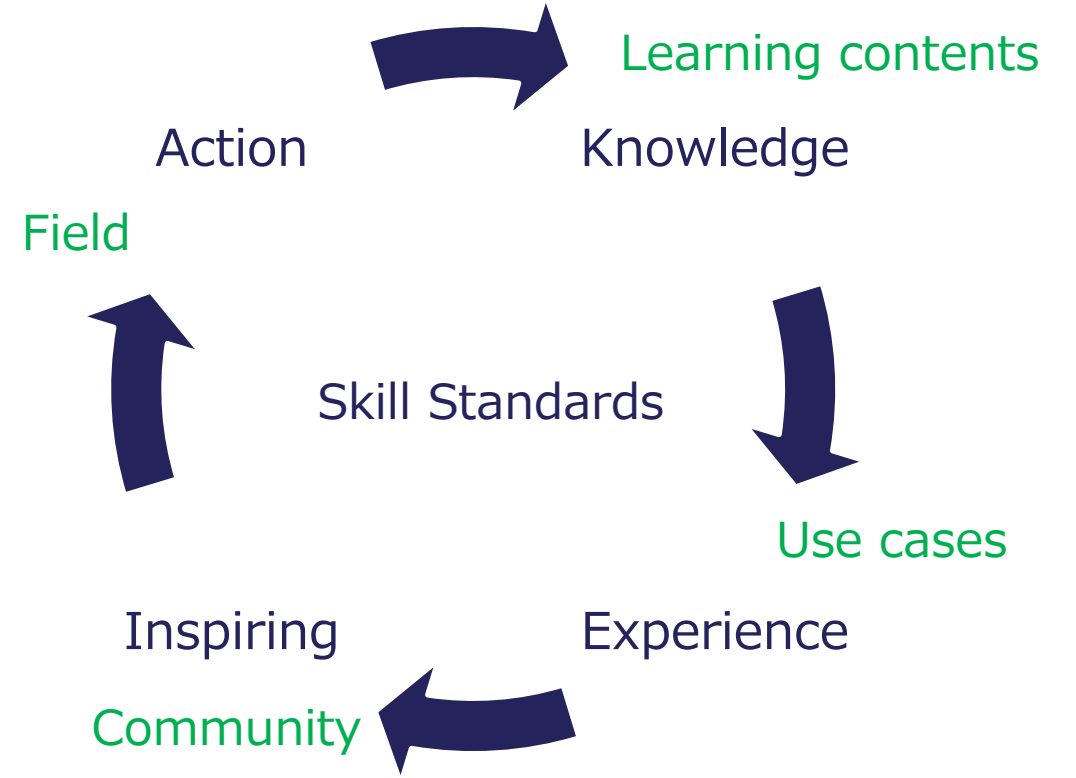 Learning contents
Action
Knowledge
Field
Skill Standards
Use cases
Inspiring
Experience
Community